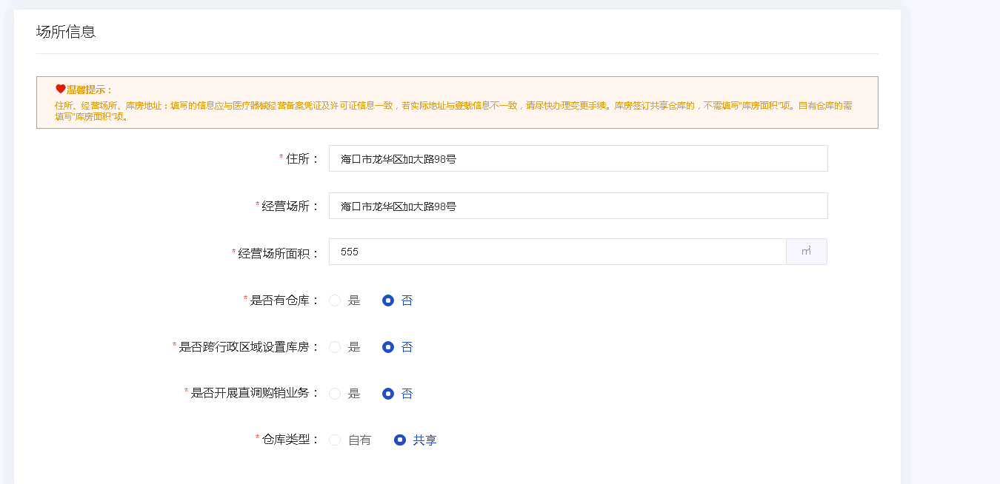 场所信息
温馨提示：
住所、经营场所、库房地址：填写的信息应与医疗器械经营备案凭证及许可证信息一致，若实际地址与登载信息不一致，请尽快办理变更手续。库房签订共享仓库的，不需填写"库房面积"项。自有仓库的需
填写"库房面积"项。
*住所： 海口市龙华区加大路98号
*经营场所： 海口市龙华区加大路98号
*经营场所面积： 555 ㎡
*是否有仓库： 是 否
*是否跨行政区域设置库房： 是 否
*是否开展直调购销业务： 是 否
*仓库类型： 自有 共享